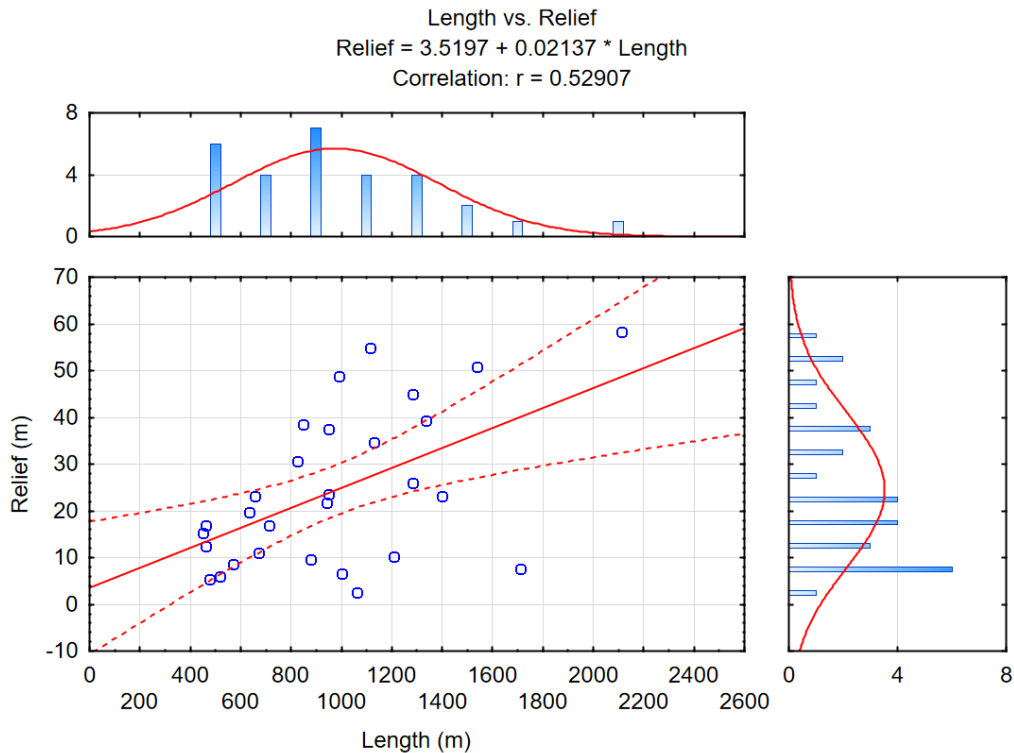 Length vs. Relief
Relief = 3.5197 + 0.02137 * Length
Correlation: r = 0.52907
8
4
0
70
60
50
40
30
20
10
0
-10
Relief (m)
0 400 800 1200 1600 2000 2400
200 600 1000 1400 1800 2200 2600
Length (m)
0 4 8